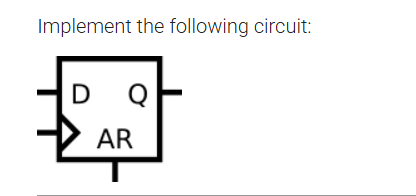 Implement the following circuit:
D Q
AR